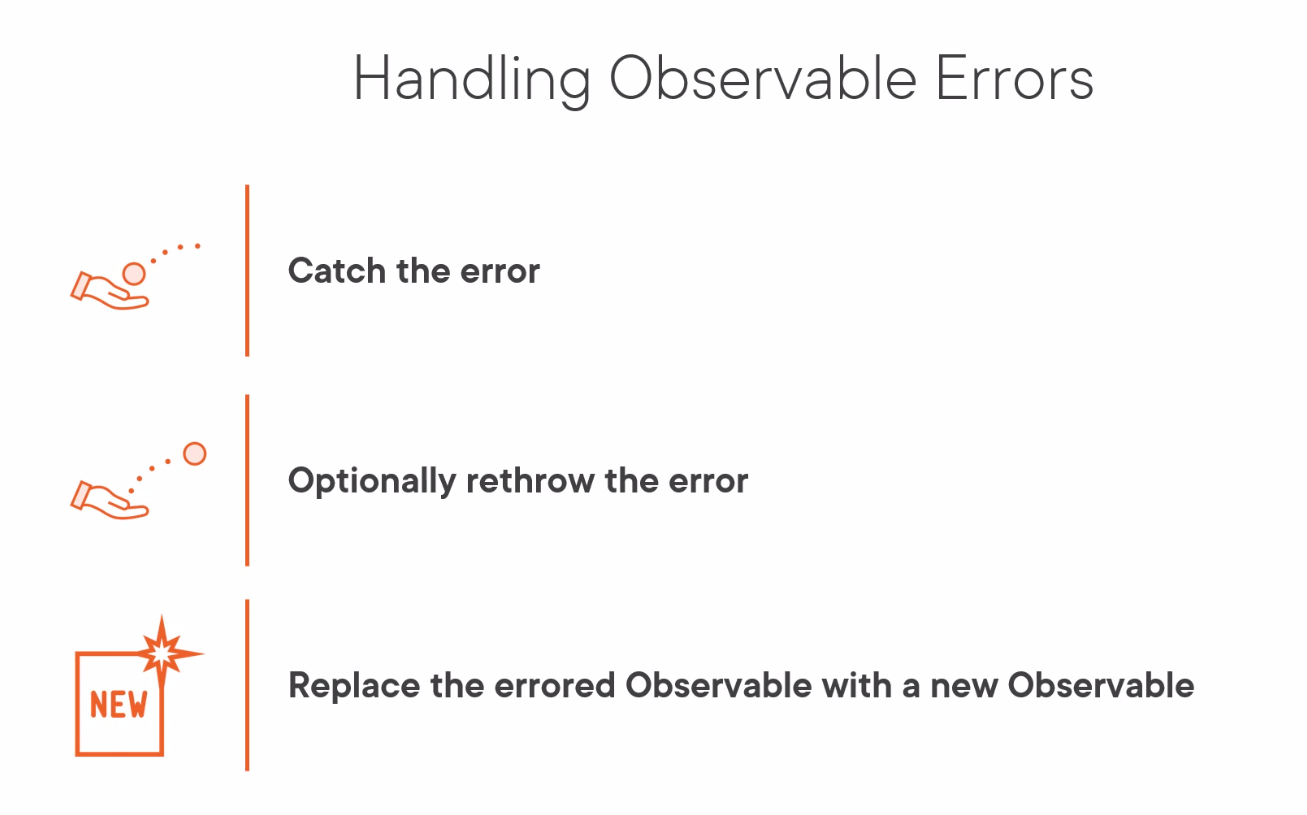 Handling Observable Errors
Catch the error
Optionally rethrow the error
NEW
Replace the errored Observable with a new Observable